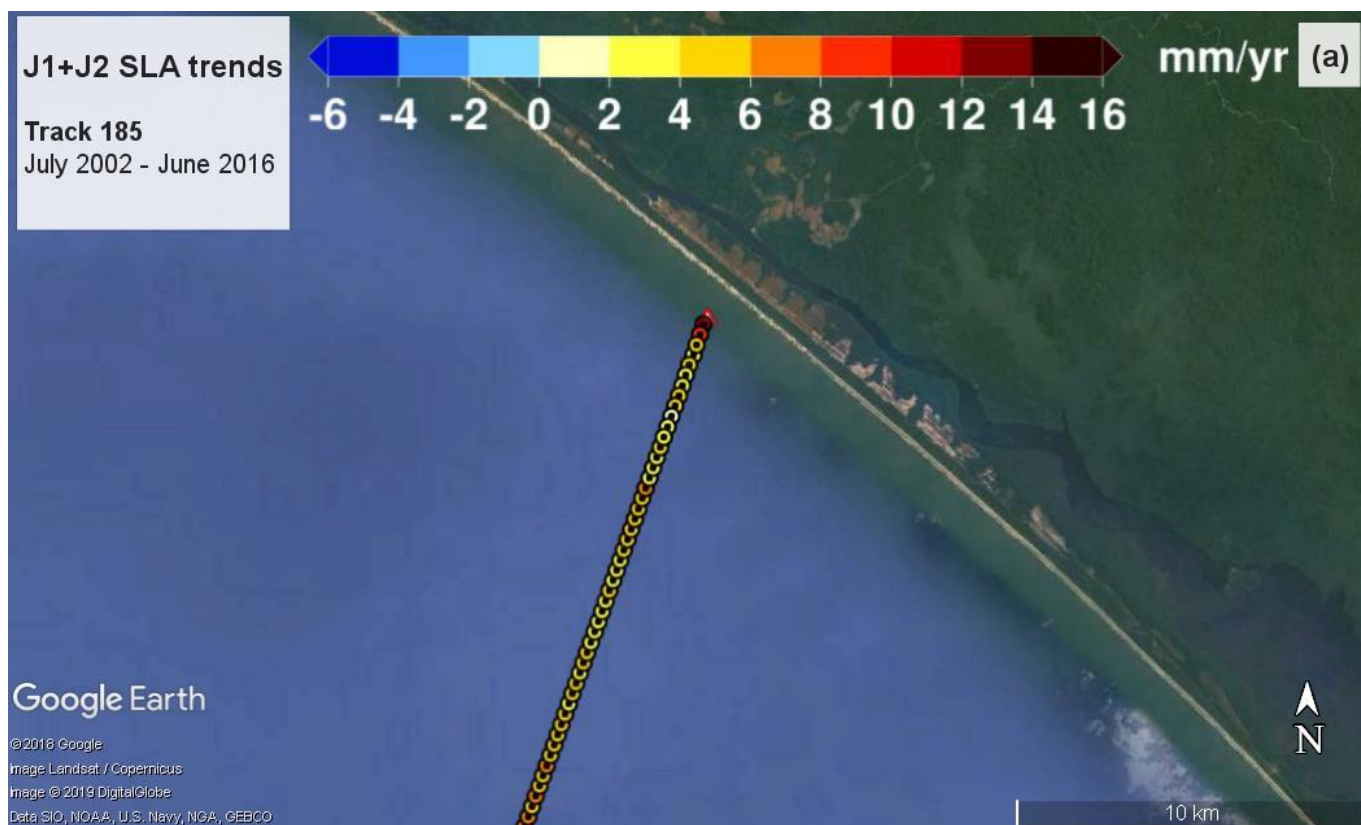 J1+J2 SLA trends
Track 185
July 2002 - June 2016
-6 -4 -2 0 2 4 6 8 10 12 14 16
mm/yr
(a)
Google Earth
©2018 Google
Image Landsat / Copernicus
Image © 2019 DigitalGlobe
Data SIO, NOAA, U.S. Navy, NGA, GEBCO
N
10 km